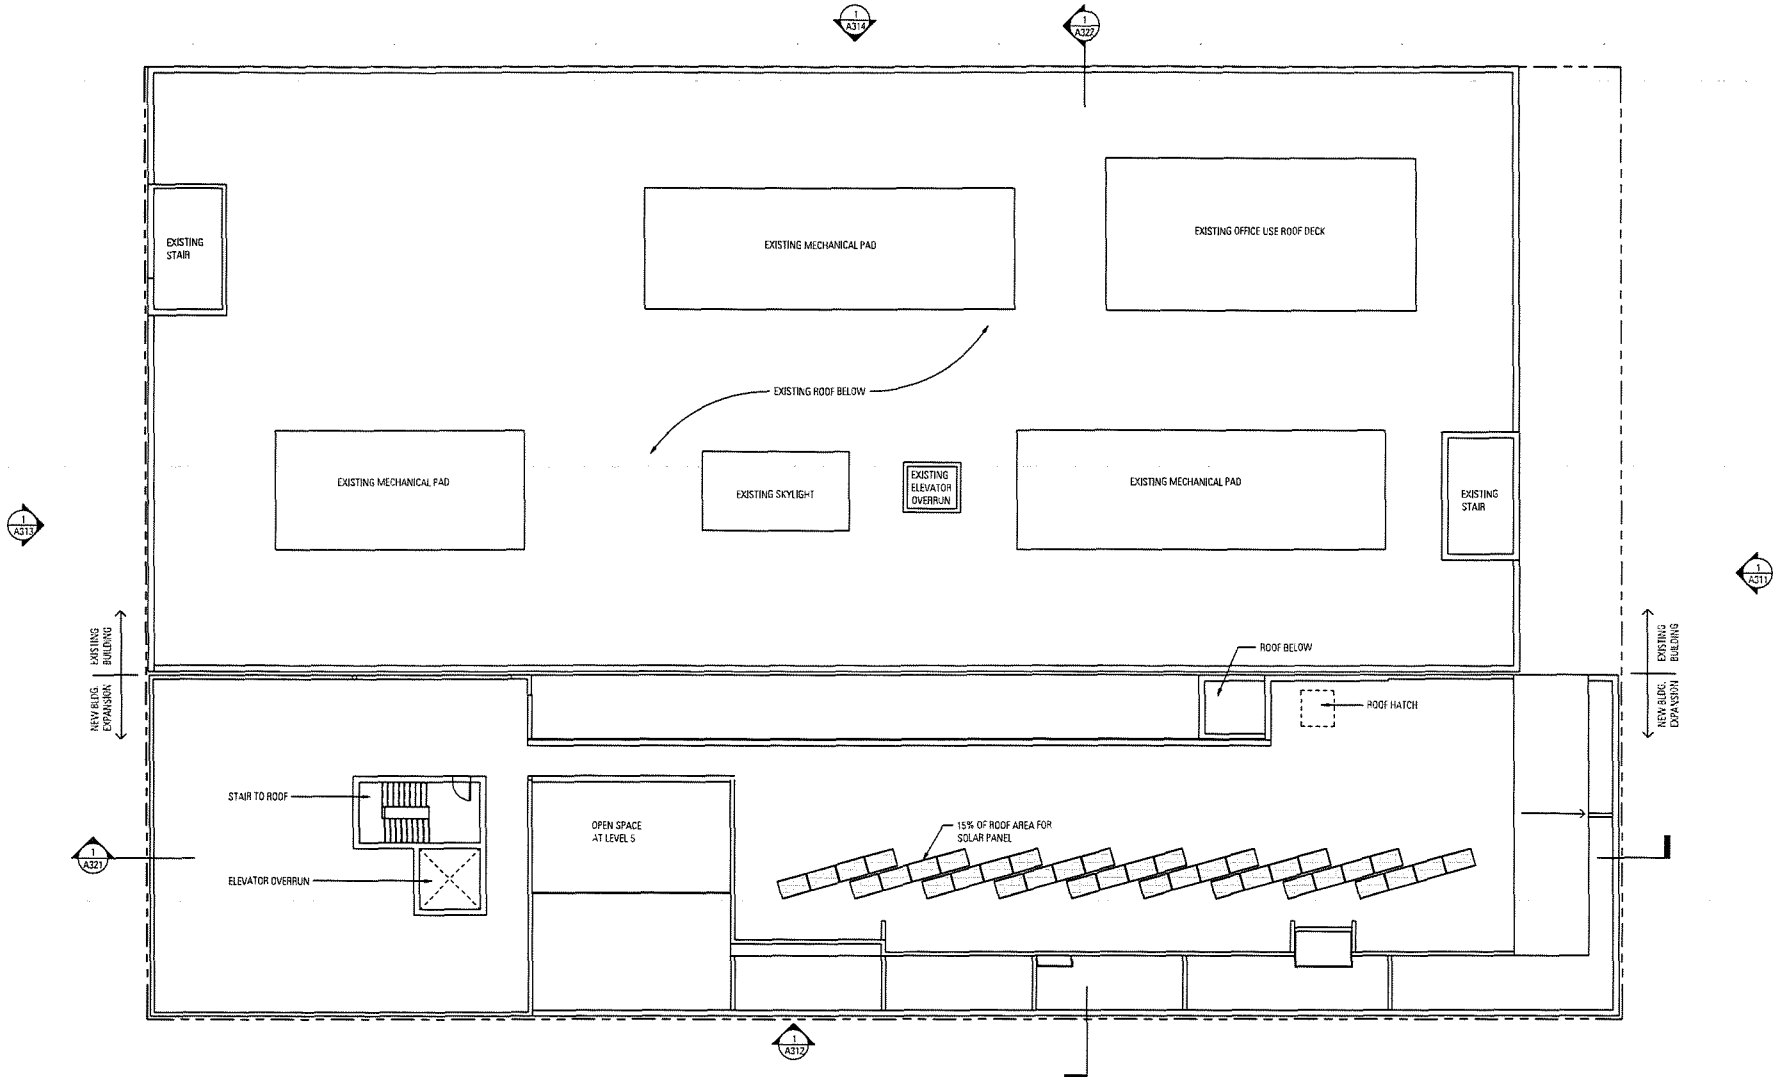 1
A314
1
A322
EXISTING
STAIR
EXISTING MECHANICAL PAD
EXISTING OFFICE USE ROOF DECK
EXISTING ROOF BELOW
EXISTING MECHANICAL PAD
EXISTING SKYLIGHT
EXISTING
ELEVATOR
OVERRUN
EXISTING MECHANICAL PAD
EXISTING
STAIR
1
A313
1
A311
EXISTING
BUILDING
NEW BLDG.
EXPANSION
EXISTING
BUILDING
NEW BLDG.
EXPANSION
ROOF BELOW
ROOF HATCH
STAIR TO ROOF
OPEN SPACE
AT LEVEL 5
15% OF ROOF AREA FOR
SOLAR PANEL
1
A321
ELEVATOR OVERRUN
1
A312